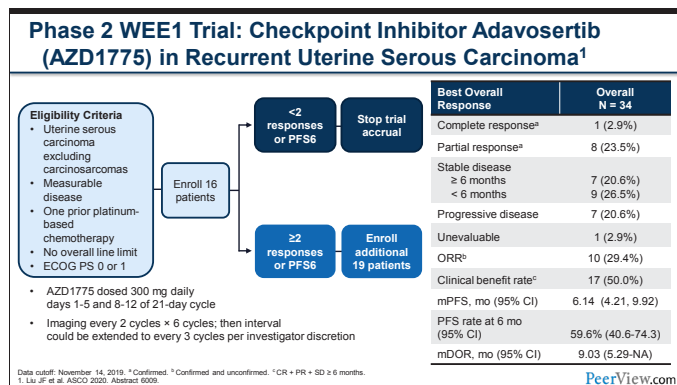 Phase 2 WEE1 Trial: Checkpoint Inhibitor Adavosertib
(AZD1775) in Recurrent Uterine Serous Carcinoma1
Eligibility Criteria
• Uterine serous
carcinoma
excluding
carcinosarcomas
• Measurable
disease
• One prior platinum-
based
chemotherapy
• No overall line limit
• ECOG PS 0 or 1
Enroll 16
patients
<2
responses
or PFS6
Stop trial
accrual
≥2
responses
or PFS6
Enroll
additional
19 patients
• AZD1775 dosed 300 mg daily
days 1-5 and 8-12 of 21-day cycle
• Imaging every 2 cycles × 6 cycles; then interval
could be extended to every 3 cycles per investigator discretion
Best Overall Overall
Response N = 34
Complete responsea 1 (2.9%)
Partial responsea 8 (23.5%)
Stable disease
≥ 6 months 7 (20.6%)
< 6 months 9 (26.5%)
Progressive disease 7 (20.6%)
Unevaluable 1 (2.9%)
ORRb 10 (29.4%)
Clinical benefit ratec 17 (50.0%)
mPFS, mo (95% CI) 6.14 (4.21, 9.92)
PFS rate at 6 mo
(95% CI) 59.6% (40.6-74.3)
mDOR, mo (95% CI) 9.03 (5.29-NA)
Data cutoff: November 14, 2019. a Confirmed. b Confirmed and unconfirmed. c CR + PR + SD ≥ 6 months.
1. Liu JF et al. ASCO 2020. Abstract 6009.
PeerView.com